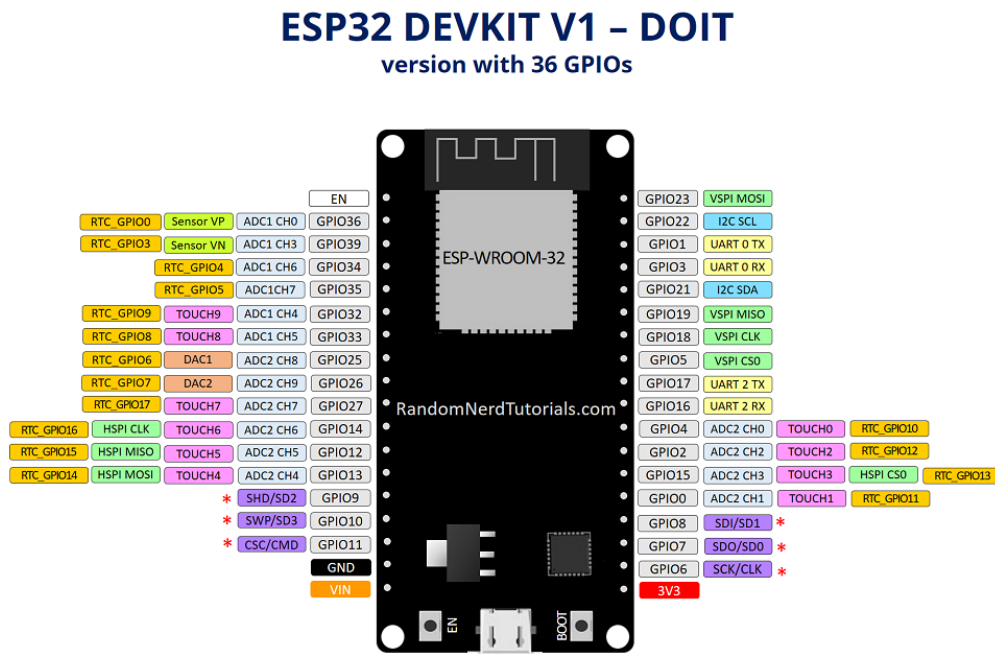 ESP32 DEVKIT V1 – DOIT
version with 36 GPIOs
EN
RTC_GPIO0 Sensor VP ADC1 CH0 GPIO36
RTC_GPIO3 Sensor VN ADC1 CH3 GPIO39
RTC_GPIO4 ADC1 CH6 GPIO34
RTC_GPIO5 ADC1CH7 GPIO35
RTC_GPIO9 TOUCH9 ADC1 CH4 GPIO32
RTC_GPIO8 TOUCH8 ADC1 CH5 GPIO33
RTC_GPIO6 DAC1 ADC2 CH8 GPIO25
RTC_GPIO7 DAC2 ADC2 CH9 GPIO26
RTC_GPIO17 TOUCH7 ADC2 CH7 GPIO27
RTC_GPIO16 HSPI CLK TOUCH6 ADC2 CH6 GPIO14
RTC_GPIO15 HSPI MISO TOUCH5 ADC2 CH5 GPIO12
RTC_GPIO14 HSPI MOSI TOUCH4 ADC2 CH4 GPIO13
* SHD/SD2 GPIO9
* SWP/SD3 GPIO10
* CSC/CMD GPIO11
GND
VIN
ESP-WROOM-32
RandomNerdTutorials.com
EN
BOOT
GPIO23 VSPI MOSI
GPIO22 I2C SCL
GPIO1 UART 0 TX
GPIO3 UART 0 RX
GPIO21 I2C SDA
GPIO19 VSPI MISO
GPIO18 VSPI CLK
GPIO5 VSPI CS0
GPIO17 UART 2 TX
GPIO16 UART 2 RX
GPIO4 ADC2 CH0 TOUCH0 RTC_GPIO10
GPIO2 ADC2 CH2 TOUCH2 RTC_GPIO12
GPIO15 ADC2 CH3 TOUCH3 HSPI CS0 RTC_GPIO13
GPIO0 ADC2 CH1 TOUCH1 RTC_GPIO11
GPIO8 SDI/SD1 *
GPIO7 SDO/SD0 *
GPIO6 SCK/CLK *
3V3